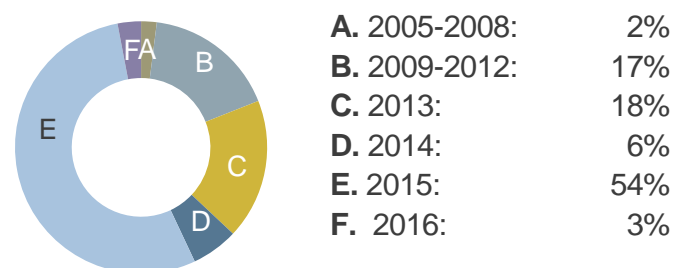 F A
B
C
D
E
A. 2005-2008: 2%
B. 2009-2012: 17%
C. 2013: 18%
D. 2014: 6%
E. 2015: 54%
F. 2016: 3%